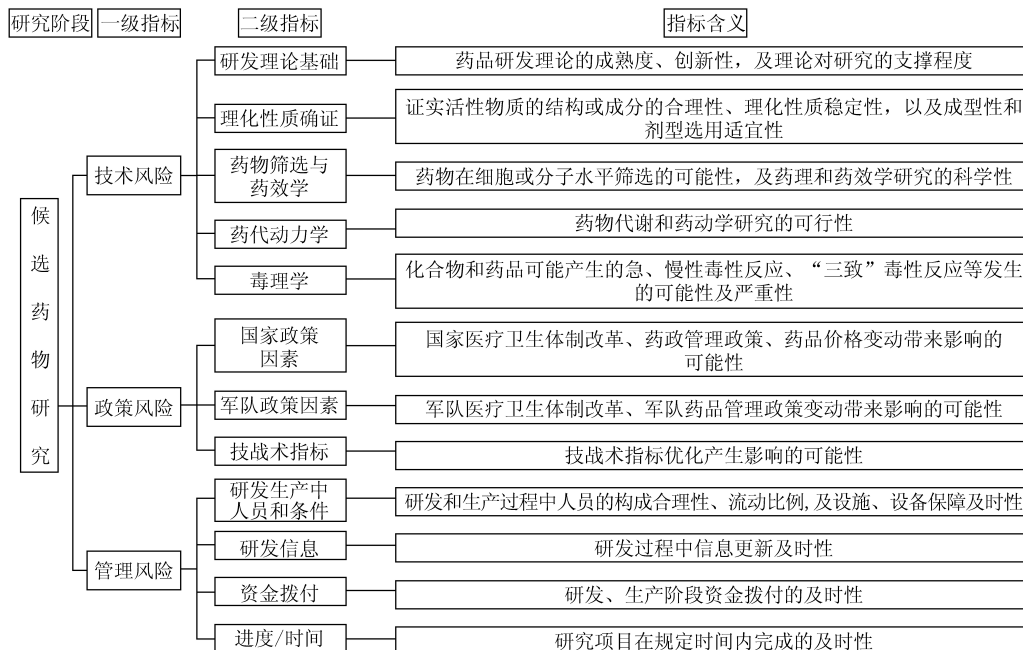 研究阶段 一级指标 二级指标 指标含义
研发理论基础
药品研发理论的成熟度、创新性，及理论对研究的支撑程度
理化性质确证
证实活性物质的结构或成分的合理性、理化性质稳定性，以及成型性和
剂型选用适宜性
技术风险
药物筛选与
药效学
药物在细胞或分子水平筛选的可能性，及药理和药效学研究的科学性
药代动力学
药物代谢和药动学研究的可行性
毒理学
化合物和药品可能产生的急、慢性毒性反应、“三致”毒性反应等发生
的可能性及严重性
候选药物研究
国家政策
因素
国家医疗卫生体制改革、药政管理政策、药品价格变动带来影响的
可能性
政策风险
军队政策因素
军队医疗卫生体制改革、军队药品管理政策变动带来影响的可能性
技战术指标
技战术指标优化产生影响的可能性
研发生产中
人员和条件
研发和生产过程中人员的构成合理性、流动比例,及设施、设备保障及时性
管理风险
研发信息
研发过程中信息更新及时性
资金拨付
研发、生产阶段资金拨付的及时性
进度/时间
研究项目在规定时间内完成的及时性